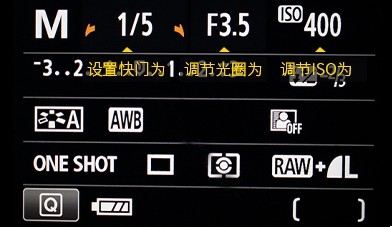 M 1/5 F3.5 ISO 400
-3..2 设置快门为 .1. 调节光圈为 调节ISO为
A AWB OFF
ONE SHOT RAW+L
Q